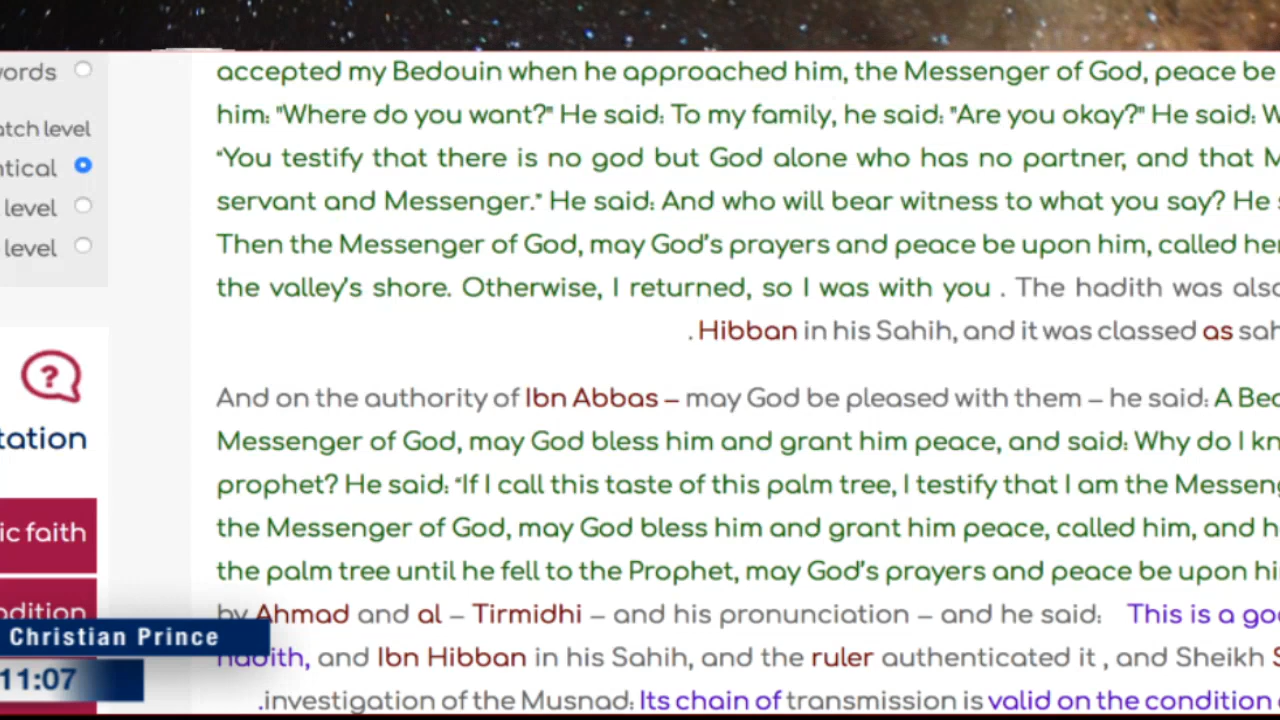 words
accepted my Bedouin when he approached him, the Messenger of God, peace be
him: "Where do you want?" He said: To my family, he said: "Are you okay?" He said:
atch level
"You testify that there is no god but God alone who has no partner, and that
ntical
servant and Messenger." He said: And who will bear witness to what you say? He
level
Then the Messenger of God, may God's prayers and peace be upon him, called her
level
the valley's shore. Otherwise, I returned, so I was with you . The hadith was also
. Hibban in his Sahih, and it was classed as sah
?
And on the authority of Ibn Abbas – may God be pleased with them – he said: A Bed
tation
Messenger of God, may God bless him and grant him peace, and said: Why do I kn
prophet? He said: "If I call this taste of this palm tree, I testify that I am the Messeng
ic faith
the Messenger of God, may God bless him and grant him peace, called him, and h
the palm tree until he fell to the Prophet, may God's prayers and peace be upon hi
ndition
by Ahmad and al – Tirmidhi – and his pronunciation – and he said: This is a goo
Christian Prince
hadith, and Ibn Hibban in his Sahih, and the ruler authenticated it , and Sheikh S
11:07
.investigation of the Musnad: Its chain of transmission is valid on the condition